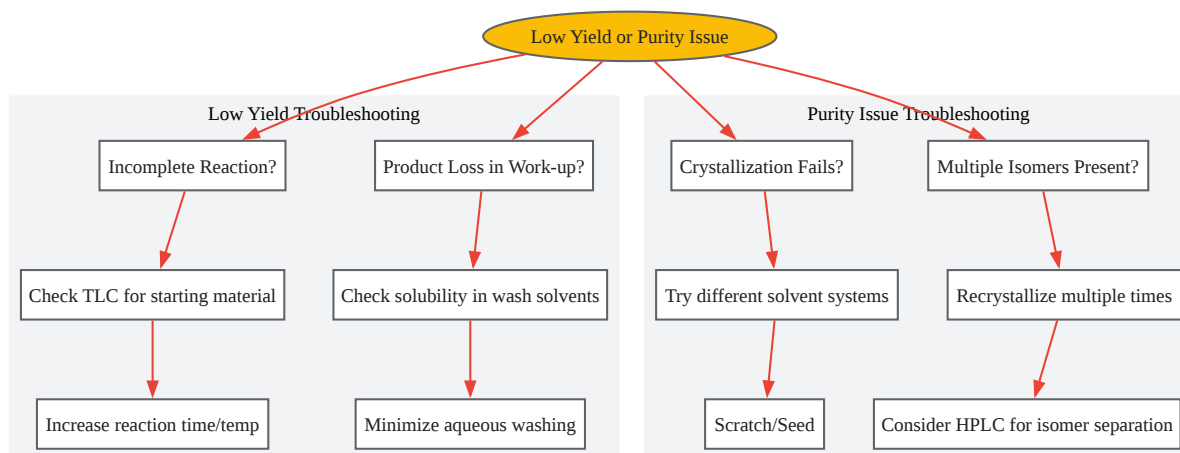 Low Yield or Purity Issue
Low Yield Troubleshooting
Purity Issue Troubleshooting
Incomplete Reaction?
Product Loss in Work-up?
Crystallization Fails?
Multiple Isomers Present?
Check TLC for starting material
Check solubility in wash solvents
Try different solvent systems
Recrystallize multiple times
Increase reaction time/temp
Minimize aqueous washing
Scratch/Seed
Consider HPLC for isomer separation